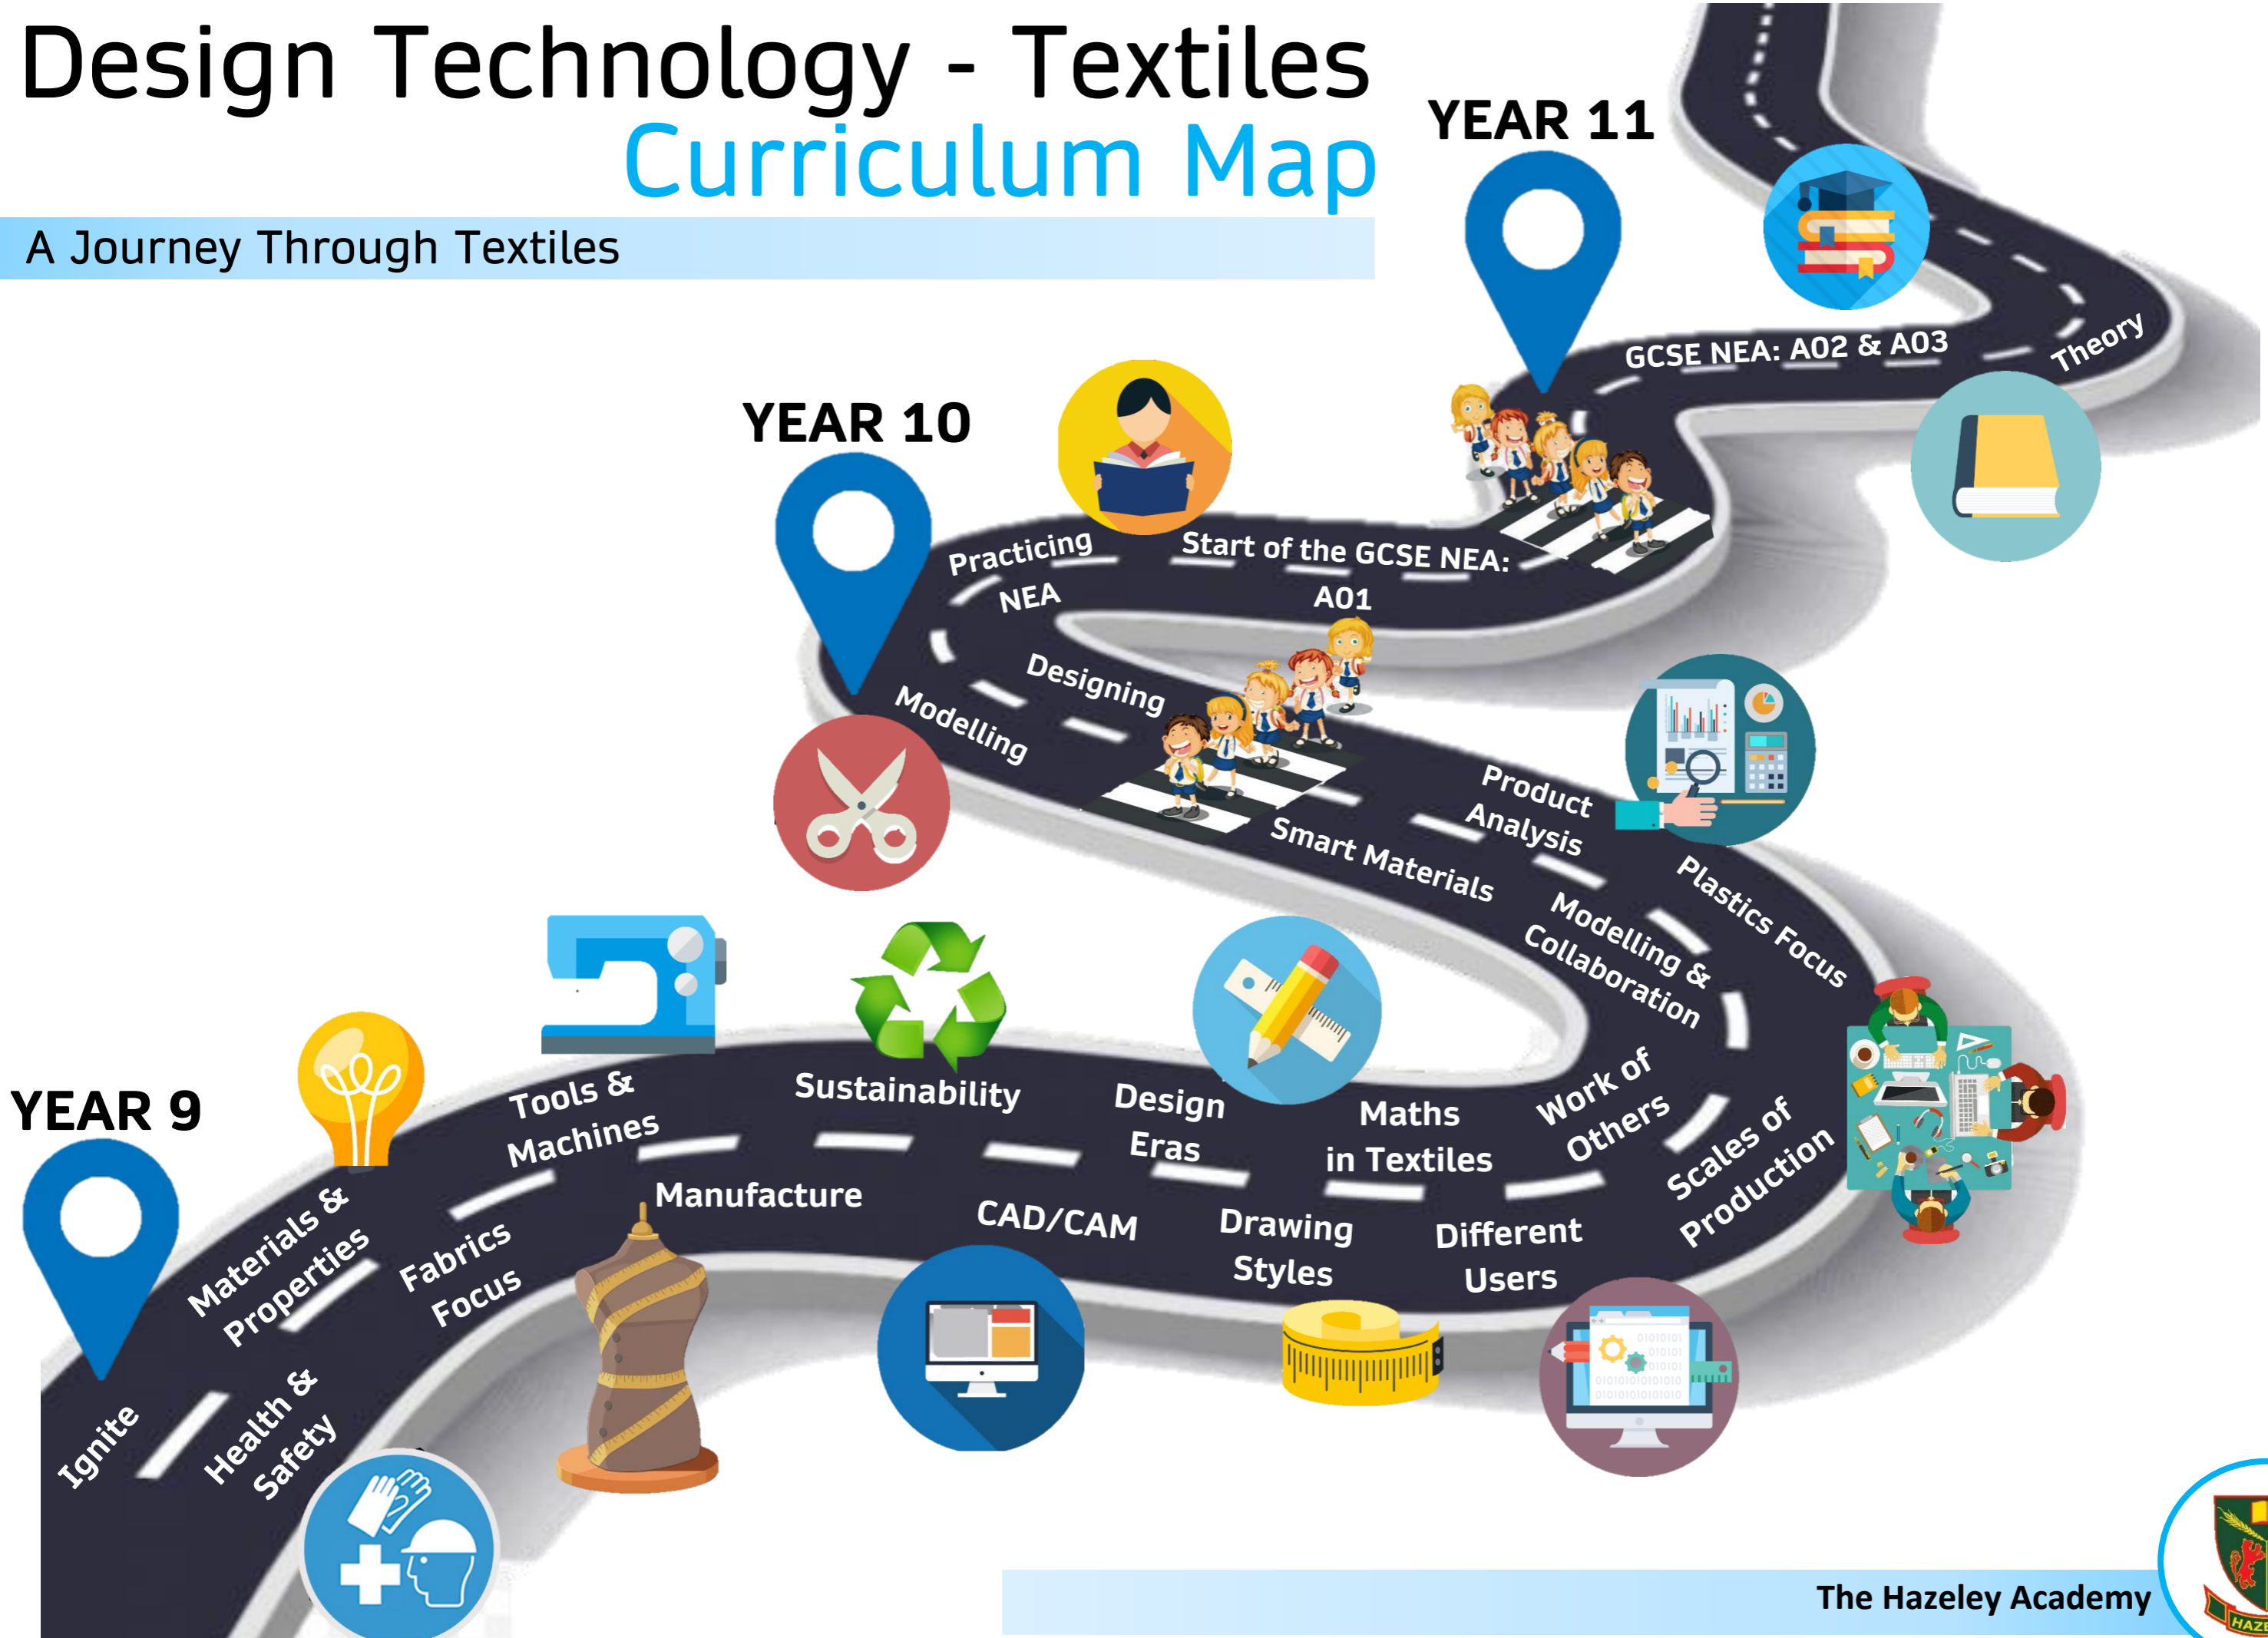 Design Technology - Textiles
Curriculum Map
A Journey Through Textiles
YEAR 11
GCSE NEA: A02 & A03
Theory
YEAR 10
Practicing
NEA
Start of the GCSE NEA:
A01
Designing
Modelling
Product
Analysis
Smart Materials
Plastics Focus
Modelling &
Collaboration
Work of
Others
Scales of
Production
YEAR 9
Tools &
Machines
Sustainability
Design
Eras
Maths
in Textiles
Manufacture
CAD/CAM
Drawing
Styles
Different
Users
Materials &
Properties
Fabrics
Focus
Ignite
Health &
Safety
01010101
010101
010101
The Hazeley Academy